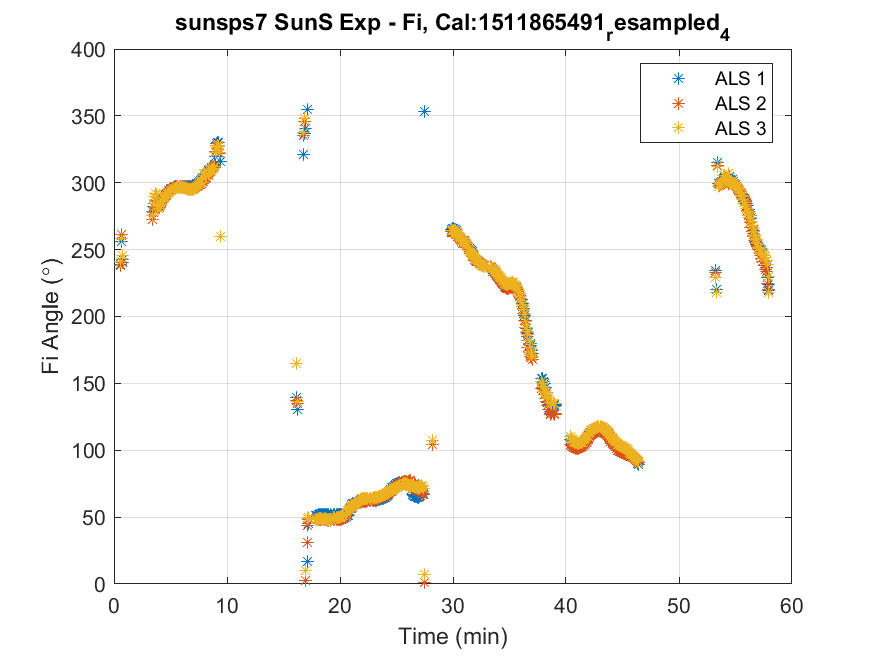 sunsps7 SunS Exp - Fi, Cal:1511865491_resampled_4
400
350
300
250
200
150
100
50
0
Fi Angle (°)
ALS 1
ALS 2
ALS 3
0 10 20 30 40 50 60
Time (min)